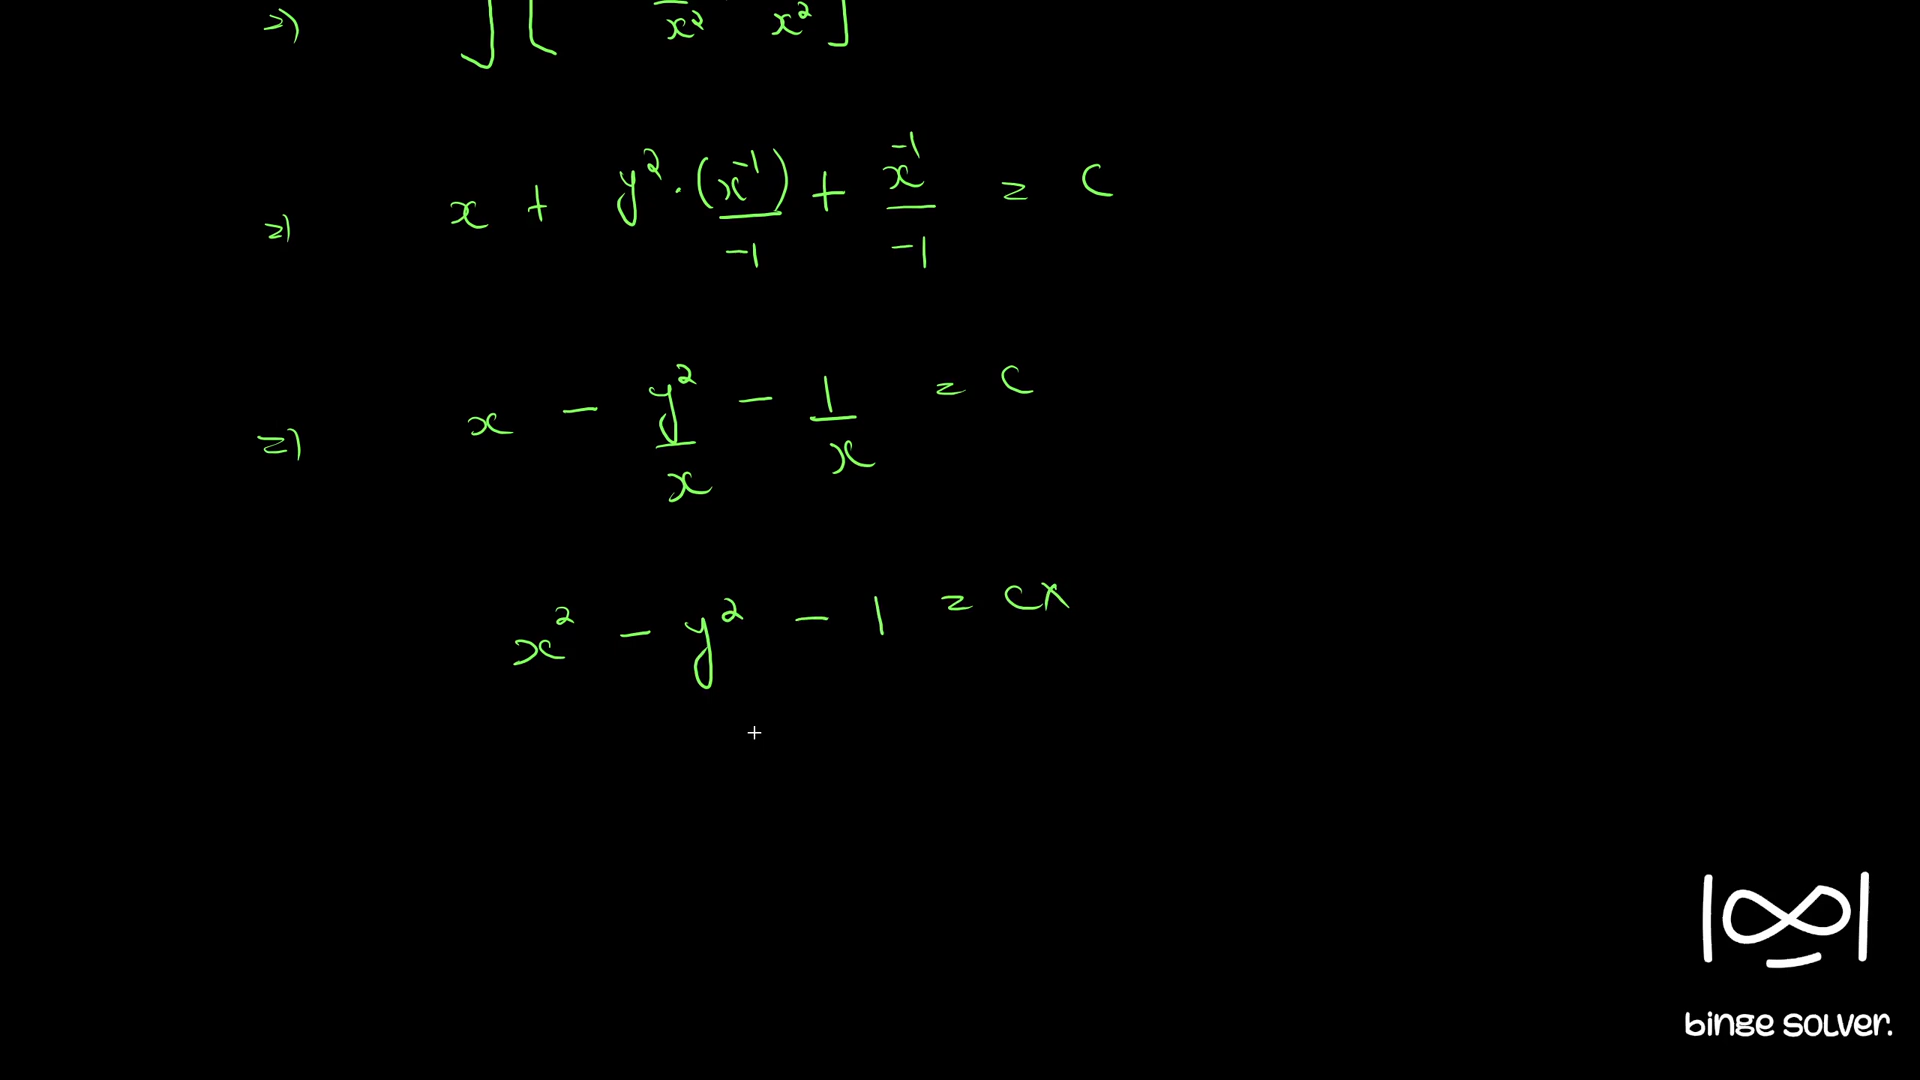 ⇒ ∫ [ x² x² ]
⇒ x + y² · (x⁻¹)/-1 + x⁻¹/-1 = C
⇒ x - y²/x - 1/x = C
x² - y² - 1 = Cx
binge solver.